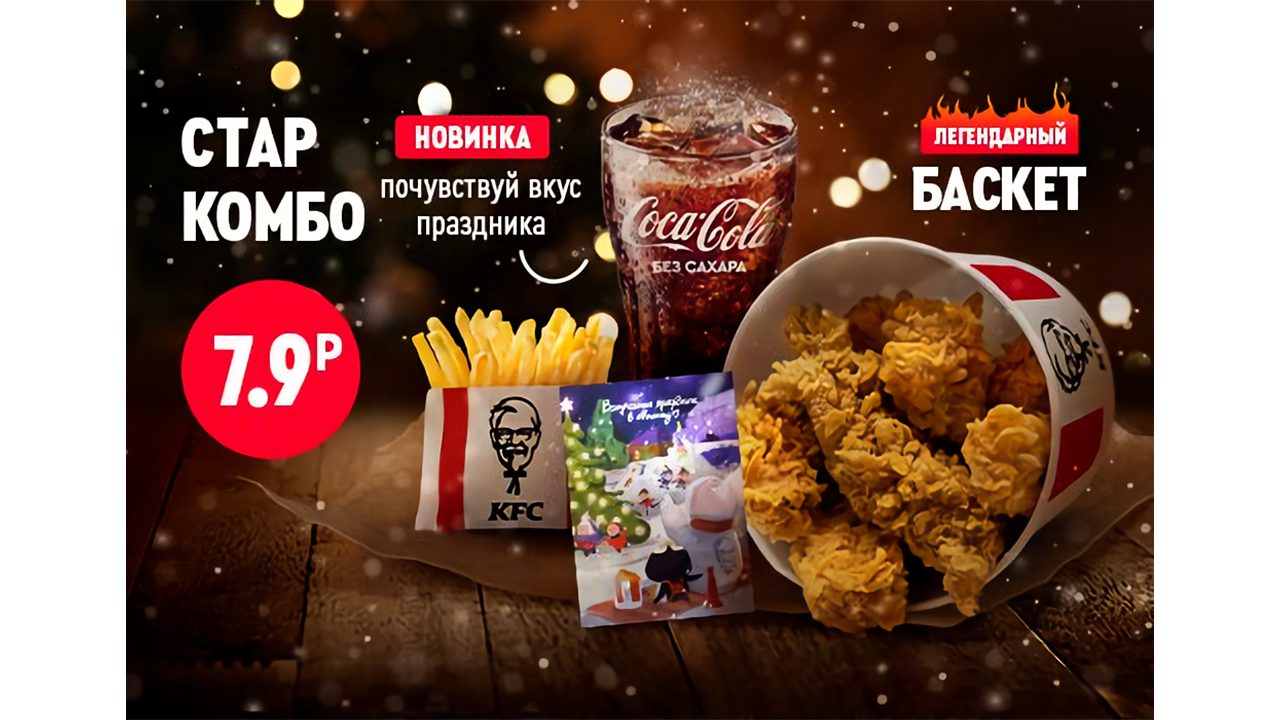 СТАР
КОМБО
7.9Р
НОВИНКА
почувствуй вкус
праздника
Coca-Cola
БЕЗ САХАРА
ЛЕГЕНДАРНЫЙ
БАСКЕТ
KFC
в